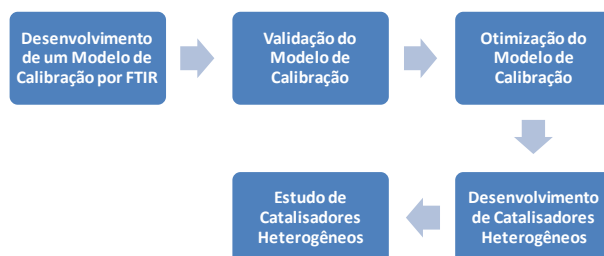 Desenvolvimento
de um Modelo de
Calibração por FTIR
Validação do
Modelo de
Calibração
Otimização do
Modelo de
Calibração
Desenvolvimento
de Catalisadores
Heterogêneos
Estudo de
Catalisadores
Heterogêneos